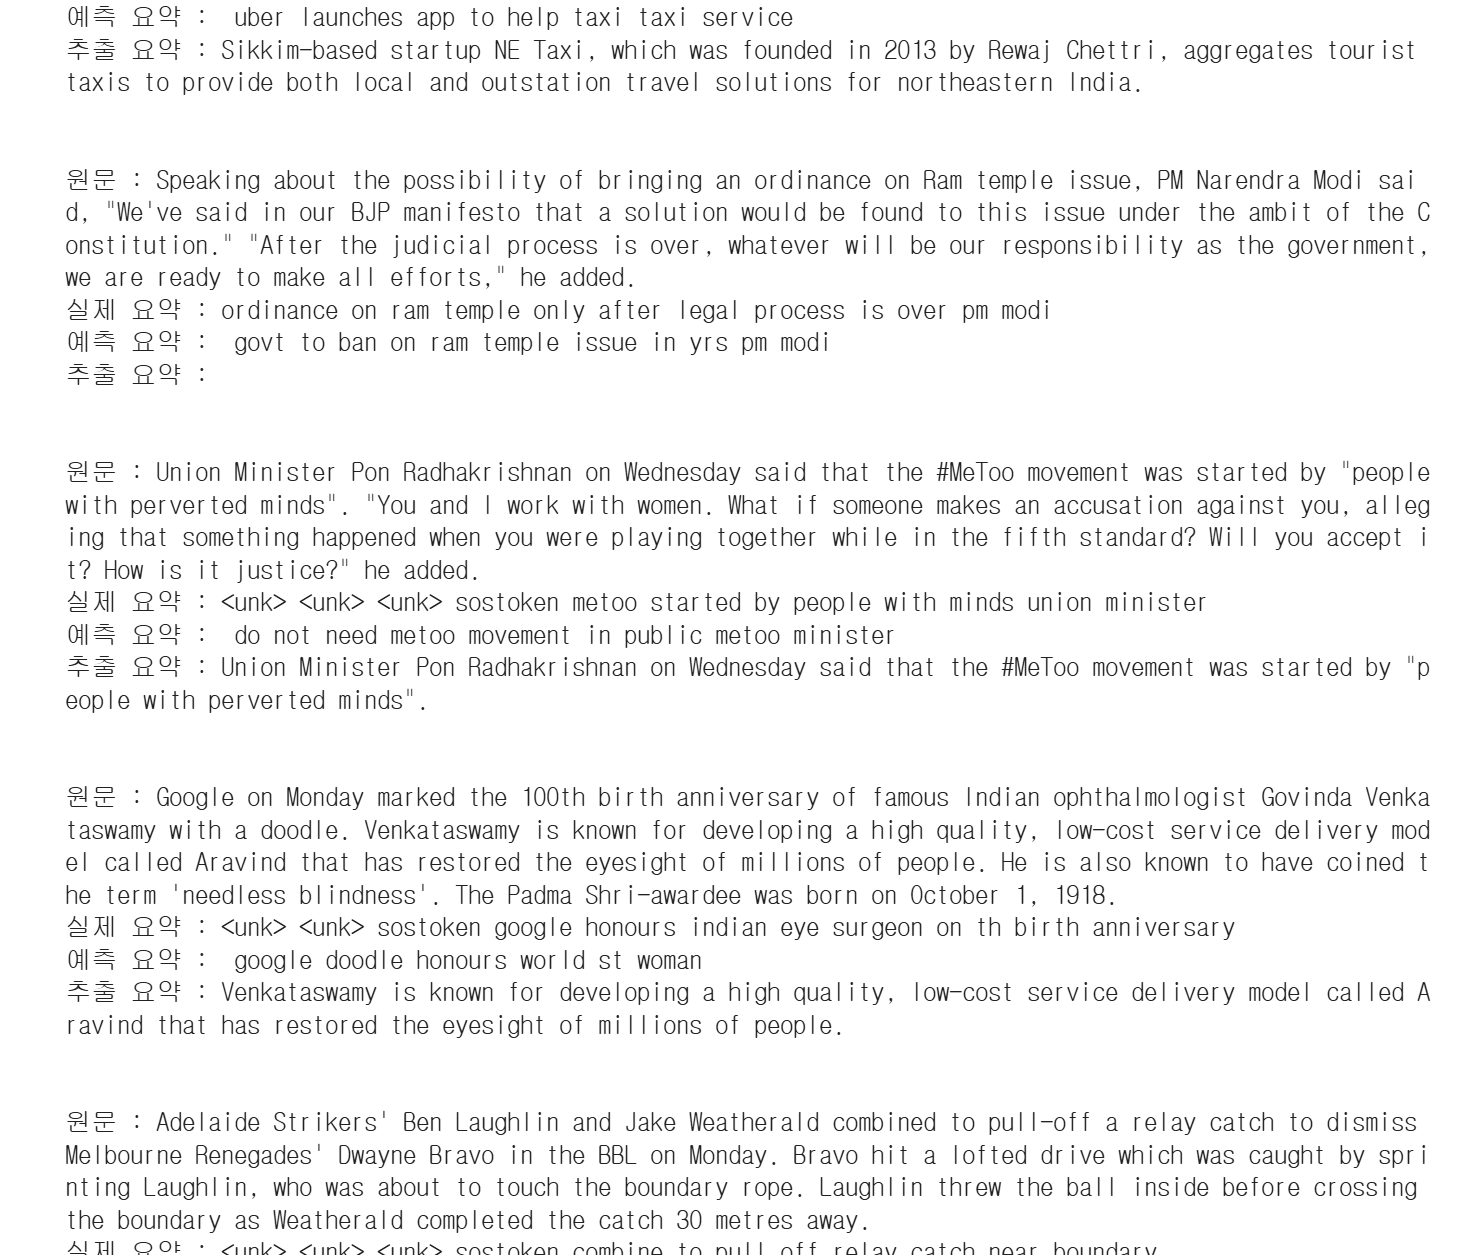 예측 요약 :  uber launches app to help taxi taxi service
추출 요약 : Sikkim-based startup NE Taxi, which was founded in 2013 by Rewaj Chettri, aggregates tourist
taxis to provide both local and outstation travel solutions for northeastern India.
원문 : Speaking about the possibility of bringing an ordinance on Ram temple issue, PM Narendra Modi sai
d, "We've said in our BJP manifesto that a solution would be found to this issue under the ambit of the C
onstitution." "After the judicial process is over, whatever will be our responsibility as the government,
we are ready to make all efforts," he added.
실제 요약 : ordinance on ram temple only after legal process is over pm modi
예측 요약 :  govt to ban on ram temple issue in yrs pm modi
추출 요약 :
원문 : Union Minister Pon Radhakrishnan on Wednesday said that the #MeToo movement was started by "people
with perverted minds". "You and I work with women. What if someone makes an accusation against you, alleg
ing that something happened when you were playing together while in the fifth standard? Will you accept i
t? How is it justice?" he added.
실제 요약 : <unk> <unk> <unk> sostoken metoo started by people with minds union minister
예측 요약 :  do not need metoo movement in public metoo minister
추출 요약 : Union Minister Pon Radhakrishnan on Wednesday said that the #MeToo movement was started by "p
eople with perverted minds".
원문 : Google on Monday marked the 100th birth anniversary of famous Indian ophthalmologist Govinda Venka
taswamy with a doodle. Venkataswamy is known for developing a high quality, low-cost service delivery mod
el called Aravind that has restored the eyesight of millions of people. He is also known to have coined t
he term 'needless blindness'. The Padma Shri-awardee was born on October 1, 1918.
실제 요약 : <unk> <unk> sostoken google honours indian eye surgeon on th birth anniversary
예측 요약 :  google doodle honours world st woman
추출 요약 : Venkataswamy is known for developing a high quality, low-cost service delivery model called A
ravind that has restored the eyesight of millions of people.
원문 : Adelaide Strikers' Ben Laughlin and Jake Weatherald combined to pull-off a relay catch to dismiss
Melbourne Renegades' Dwayne Bravo in the BBL on Monday. Bravo hit a lofted drive which was caught by spri
nting Laughlin, who was about to touch the boundary rope. Laughlin threw the ball inside before crossing
the boundary as Weatherald completed the catch 30 metres away.
실제 요약 : <unk> <unk> <unk> sostoken combine to pull off relay catch near boundary